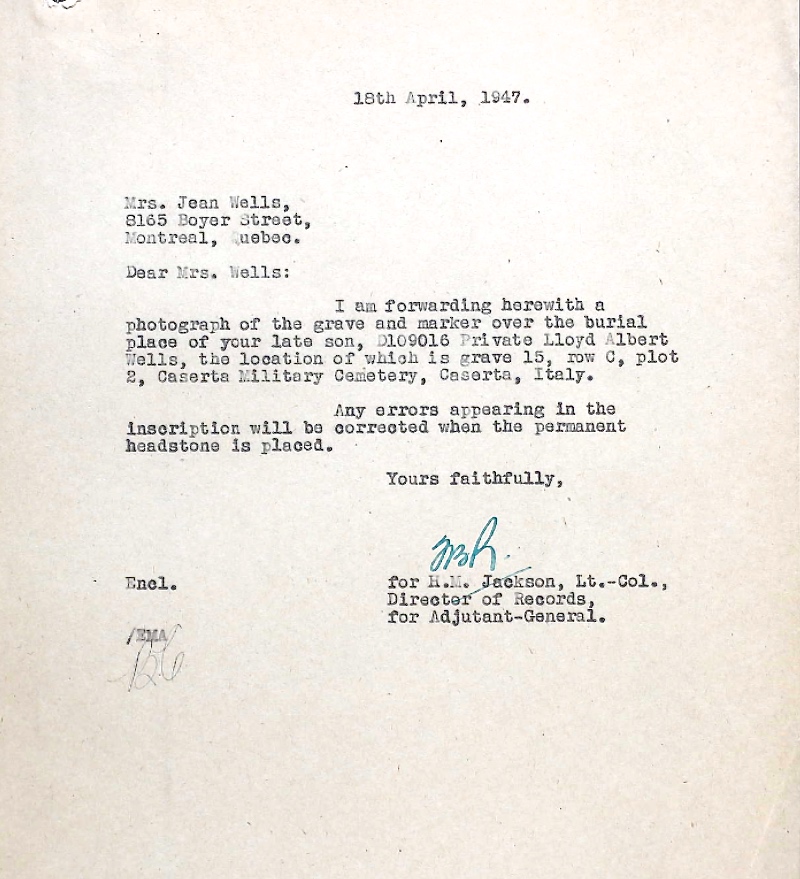 18th April, 1947.
Mrs. Jean Wells,
8165 Boyer Street,
Montreal, Quebec.
Dear Mrs. Wells:
I am forwarding herewith a
photograph of the grave and marker over the burial
place of your late son, D109016 Private Lloyd Albert
Wells, the location of which is grave 15, row C, plot
2, Caserta Military Cemetery, Caserta, Italy.
Any errors appearing in the
inscription will be corrected when the permanent
headstone is placed.
Yours faithfully,
Encl.
for H.M. Jackson, Lt.-Col.,
Director of Records,
for Adjutant-General.
/EMA